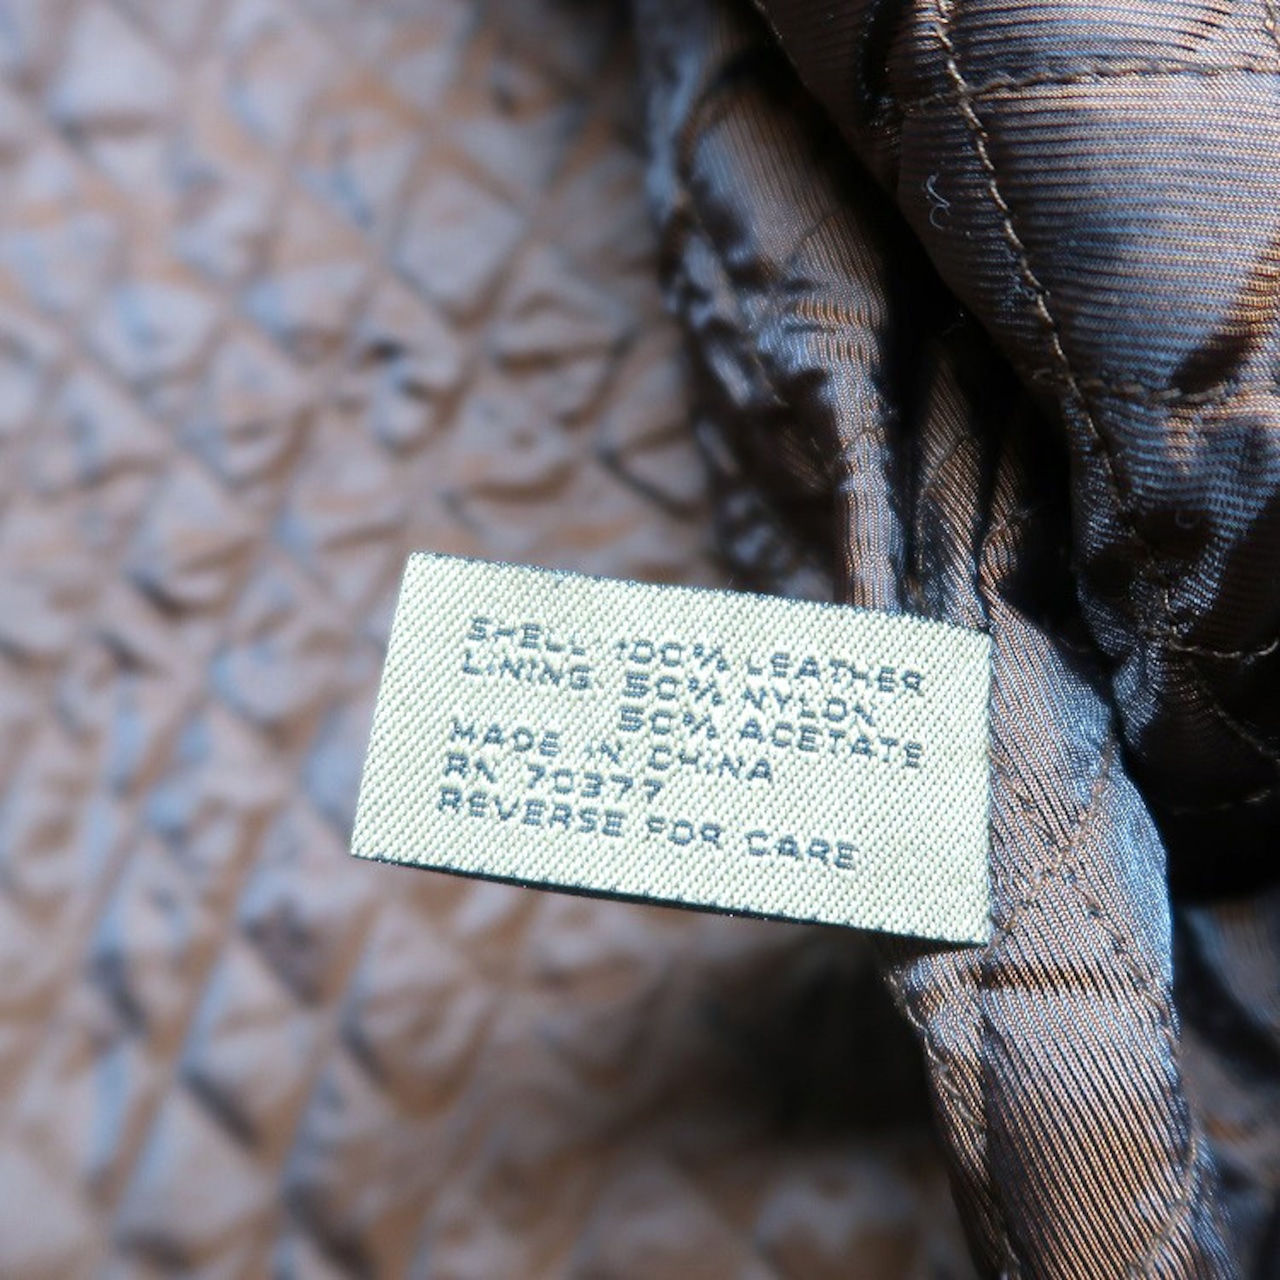 SHELL 100% LEATHER
LINING 50% NYLON
50% ACETATE
MADE IN CHINA
RN 70377
REVERSE FOR CARE